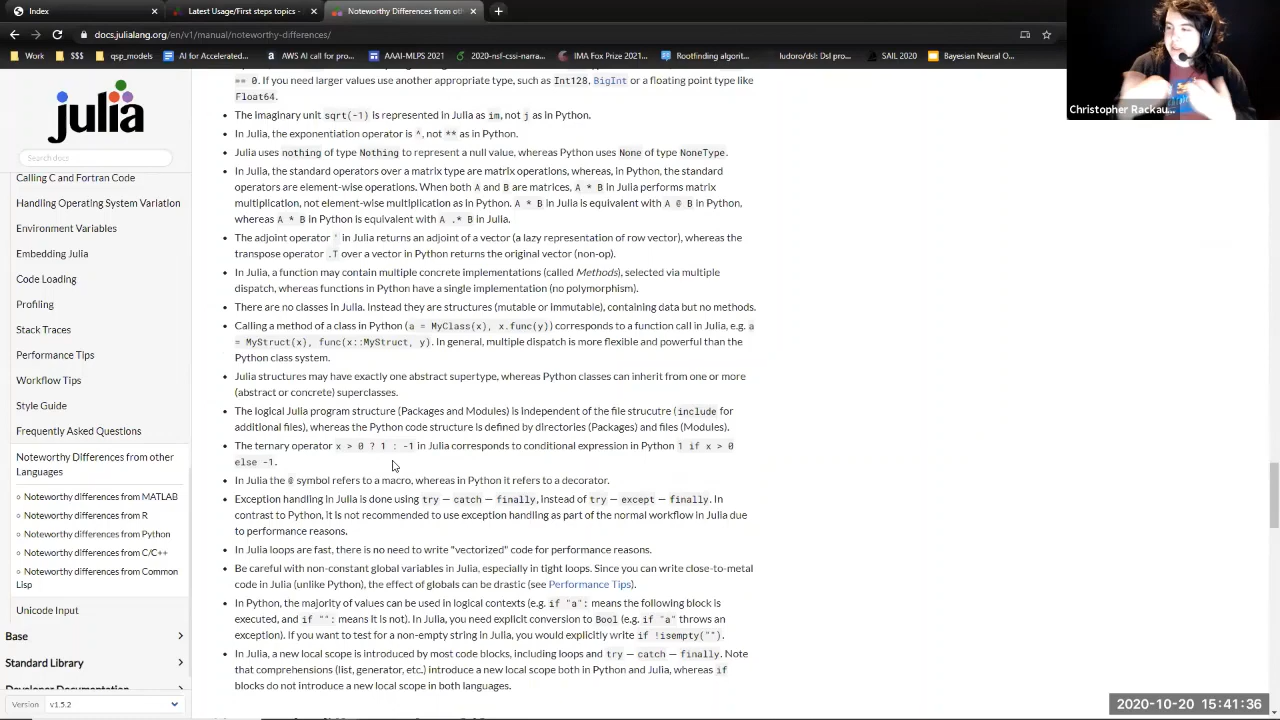 Index
Latest Usage/First steps topics -
Noteworthy Differences from oth
docs.julialang.org/en/v1/manual/noteworthy-differences/
Work
$$$
qsp_models
AI for Accelerated...
AWS AI call for pro...
AAAI-MLPS 2021
2020-nsf-cssi-narra...
IMA Fox Prize 2021...
Rootfinding algorit...
ludoro/dsl: Dsl pro...
SAIL 2020
Bayesian Neural O...
Christopher Rackau...
julia
Search docs
Calling C and Fortran Code
Handling Operating System Variation
Environment Variables
Embedding Julia
Code Loading
Profiling
Stack Traces
Performance Tips
Workflow Tips
Style Guide
Frequently Asked Questions
Noteworthy Differences from other
Languages
Noteworthy differences from MATLAB
Noteworthy differences from R
Noteworthy differences from Python
Noteworthy differences from C/C++
Noteworthy differences from Common
Lisp
Unicode Input
Base
Standard Library
Developer Documentation
Version v1.5.2
== 0. If you need larger values use another appropriate type, such as Int128, BigInt or a floating point type like
Float64.
The imaginary unit sqrt(-1) is represented in Julia as im, not j as in Python.
In Julia, the exponentiation operator is ^, not ** as in Python.
Julia uses nothing of type Nothing to represent a null value, whereas Python uses None of type NoneType.
In Julia, the standard operators over a matrix type are matrix operations, whereas, in Python, the standard
operators are element-wise operations. When both A and B are matrices, A * B in Julia performs matrix
multiplication, not element-wise multiplication as in Python. A * B in Julia is equivalent with A @ B in Python,
whereas A * B in Python is equivalent with A .* B in Julia.
The adjoint operator ' in Julia returns an adjoint of a vector (a lazy representation of row vector), whereas the
transpose operator .T over a vector in Python returns the original vector (non-op).
In Julia, a function may contain multiple concrete implementations (called Methods), selected via multiple
dispatch, whereas functions in Python have a single implementation (no polymorphism).
There are no classes in Julia. Instead they are structures (mutable or immutable), containing data but no methods.
Calling a method of a class in Python (a = MyClass(x), x.func(y)) corresponds to a function call in Julia, e.g. a
= MyStruct(x), func(x::MyStruct, y). In general, multiple dispatch is more flexible and powerful than the
Python class system.
Julia structures may have exactly one abstract supertype, whereas Python classes can inherit from one or more
(abstract or concrete) superclasses.
The logical Julia program structure (Packages and Modules) is independent of the file strucutre (include for
additional files), whereas the Python code structure is defined by directories (Packages) and files (Modules).
The ternary operator x > 0 ? 1 : -1 in Julia corresponds to conditional expression in Python 1 if x > 0
else -1.
In Julia the @ symbol refers to a macro, whereas in Python it refers to a decorator.
Exception handling in Julia is done using try — catch — finally, instead of try — except — finally. In
contrast to Python, it is not recommended to use exception handling as part of the normal workflow in Julia due
to performance reasons.
In Julia loops are fast, there is no need to write "vectorized" code for performance reasons.
Be careful with non-constant global variables in Julia, especially in tight loops. Since you can write close-to-metal
code in Julia (unlike Python), the effect of globals can be drastic (see Performance Tips).
In Python, the majority of values can be used in logical contexts (e.g. if "a": means the following block is
executed, and if "": means it is not). In Julia, you need explicit conversion to Bool (e.g. if "a" throws an
exception). If you want to test for a non-empty string in Julia, you would explicitly write if !isempty("").
In Julia, a new local scope is introduced by most code blocks, including loops and try — catch — finally. Note
that comprehensions (list, generator, etc.) introduce a new local scope both in Python and Julia, whereas if
blocks do not introduce a new local scope in both languages.
2020-10-20 15:41:36